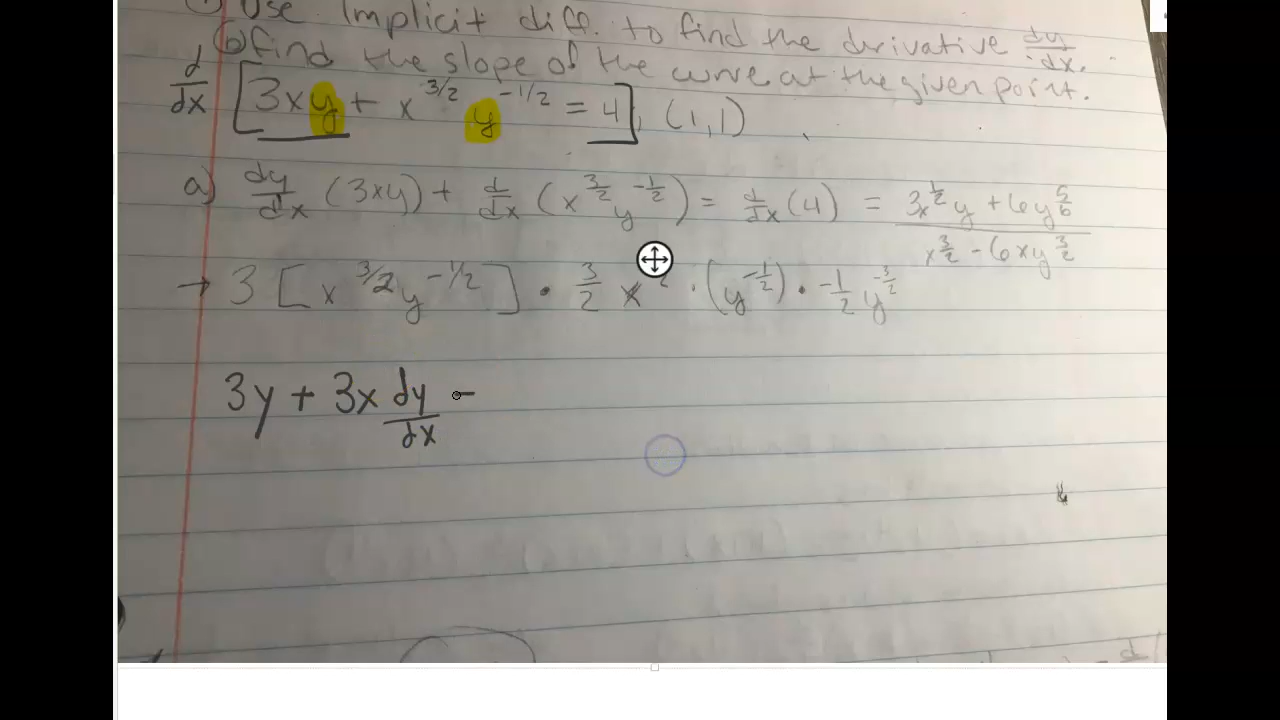 Use Implicit diff. to find the derivative dy/dx.
(b) find the slope of the curve at the given point.
d/dx [3xy + x^3/2 y^-1/2 = 4], (1,1)
a) dy/dx (3xy) + d/dx (x^3/2 y^-1/2) = d/dx (4) = (3x^1/2 y + 6y^5/6)/(x^3/2 - 6xy^3/2)
→ 3 [x^3/2 y^-1/2] · 3/2 x · (y^-1/2) · -1/2 y^-3/2
3y + 3x dy/dx -